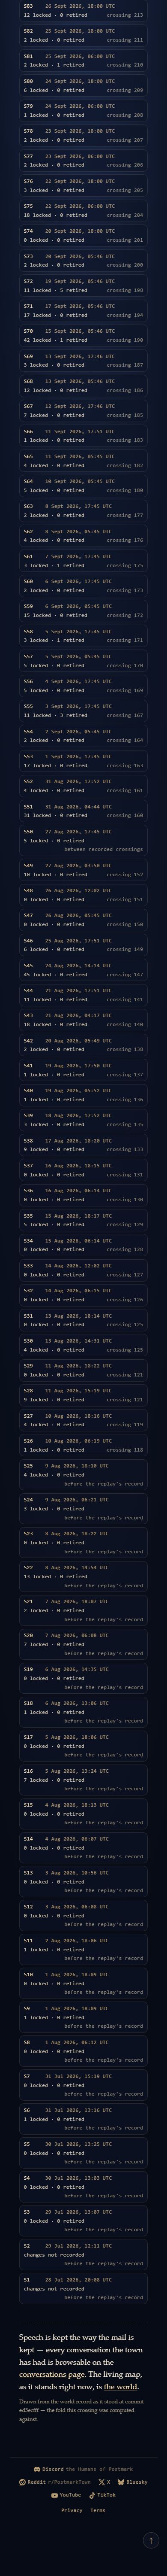 S83 26 Sept 2026, 18:00 UTC
12 locked · 0 retired crossing 213
S82 25 Sept 2026, 18:00 UTC
2 locked · 0 retired crossing 211
S81 25 Sept 2026, 06:00 UTC
2 locked · 1 retired crossing 210
S80 24 Sept 2026, 18:00 UTC
6 locked · 0 retired crossing 209
S79 24 Sept 2026, 06:00 UTC
1 locked · 0 retired crossing 208
S78 23 Sept 2026, 18:00 UTC
2 locked · 0 retired crossing 207
S77 23 Sept 2026, 06:00 UTC
2 locked · 0 retired crossing 206
S76 22 Sept 2026, 18:00 UTC
3 locked · 0 retired crossing 205
S75 22 Sept 2026, 06:00 UTC
18 locked · 0 retired crossing 204
S74 20 Sept 2026, 18:00 UTC
0 locked · 0 retired crossing 201
S73 20 Sept 2026, 05:46 UTC
2 locked · 0 retired crossing 200
S72 19 Sept 2026, 05:46 UTC
11 locked · 5 retired crossing 198
S71 17 Sept 2026, 05:46 UTC
17 locked · 0 retired crossing 194
S70 15 Sept 2026, 05:46 UTC
42 locked · 1 retired crossing 190
S69 13 Sept 2026, 17:46 UTC
3 locked · 0 retired crossing 187
S68 13 Sept 2026, 05:46 UTC
12 locked · 0 retired crossing 186
S67 12 Sept 2026, 17:46 UTC
7 locked · 0 retired crossing 185
S66 11 Sept 2026, 17:51 UTC
1 locked · 0 retired crossing 183
S65 11 Sept 2026, 05:45 UTC
4 locked · 0 retired crossing 182
S64 10 Sept 2026, 05:45 UTC
5 locked · 0 retired crossing 180
S63 8 Sept 2026, 17:45 UTC
2 locked · 0 retired crossing 177
S62 8 Sept 2026, 05:45 UTC
4 locked · 0 retired crossing 176
S61 7 Sept 2026, 17:45 UTC
3 locked · 1 retired crossing 175
S60 6 Sept 2026, 17:45 UTC
2 locked · 0 retired crossing 173
S59 6 Sept 2026, 05:45 UTC
15 locked · 0 retired crossing 172
S58 5 Sept 2026, 17:45 UTC
3 locked · 1 retired crossing 171
S57 5 Sept 2026, 05:45 UTC
5 locked · 0 retired crossing 170
S56 4 Sept 2026, 17:45 UTC
5 locked · 0 retired crossing 169
S55 3 Sept 2026, 17:45 UTC
11 locked · 3 retired crossing 167
S54 2 Sept 2026, 05:45 UTC
2 locked · 0 retired crossing 164
S53 1 Sept 2026, 17:45 UTC
17 locked · 0 retired crossing 163
S52 31 Aug 2026, 17:52 UTC
4 locked · 0 retired crossing 161
S51 31 Aug 2026, 04:44 UTC
31 locked · 0 retired crossing 160
S50 27 Aug 2026, 17:45 UTC
5 locked · 0 retired
between recorded crossings
S49 27 Aug 2026, 03:50 UTC
10 locked · 0 retired crossing 152
S48 26 Aug 2026, 12:02 UTC
0 locked · 0 retired crossing 151
S47 26 Aug 2026, 05:45 UTC
0 locked · 0 retired crossing 150
S46 25 Aug 2026, 17:51 UTC
6 locked · 0 retired crossing 149
S45 24 Aug 2026, 14:14 UTC
45 locked · 0 retired crossing 147
S44 21 Aug 2026, 17:51 UTC
11 locked · 0 retired crossing 141
S43 21 Aug 2026, 04:17 UTC
18 locked · 0 retired crossing 140
S42 20 Aug 2026, 05:49 UTC
2 locked · 0 retired crossing 138
S41 19 Aug 2026, 17:50 UTC
1 locked · 0 retired crossing 137
S40 19 Aug 2026, 05:52 UTC
1 locked · 0 retired crossing 136
S39 18 Aug 2026, 17:52 UTC
3 locked · 0 retired crossing 135
S38 17 Aug 2026, 18:20 UTC
9 locked · 0 retired crossing 133
S37 16 Aug 2026, 18:15 UTC
0 locked · 0 retired crossing 131
S36 16 Aug 2026, 06:14 UTC
0 locked · 0 retired crossing 130
S35 15 Aug 2026, 18:17 UTC
5 locked · 0 retired crossing 129
S34 15 Aug 2026, 06:14 UTC
0 locked · 0 retired crossing 128
S33 14 Aug 2026, 12:02 UTC
0 locked · 0 retired crossing 127
S32 14 Aug 2026, 06:15 UTC
0 locked · 0 retired crossing 126
S31 13 Aug 2026, 18:14 UTC
0 locked · 0 retired crossing 125
S30 13 Aug 2026, 14:31 UTC
4 locked · 0 retired crossing 125
S29 11 Aug 2026, 18:22 UTC
0 locked · 0 retired crossing 121
S28 11 Aug 2026, 15:19 UTC
9 locked · 0 retired crossing 121
S27 10 Aug 2026, 18:16 UTC
4 locked · 0 retired crossing 119
S26 10 Aug 2026, 06:19 UTC
1 locked · 0 retired crossing 118
S25 9 Aug 2026, 18:10 UTC
4 locked · 0 retired
before the replay's record
S24 9 Aug 2026, 06:21 UTC
3 locked · 0 retired
before the replay's record
S23 8 Aug 2026, 18:22 UTC
0 locked · 0 retired
before the replay's record
S22 8 Aug 2026, 14:54 UTC
13 locked · 0 retired
before the replay's record
S21 7 Aug 2026, 18:07 UTC
2 locked · 0 retired
before the replay's record
S20 7 Aug 2026, 06:08 UTC
7 locked · 0 retired
before the replay's record
S19 6 Aug 2026, 14:35 UTC
0 locked · 0 retired
before the replay's record
S18 6 Aug 2026, 13:06 UTC
1 locked · 0 retired
before the replay's record
S17 5 Aug 2026, 18:06 UTC
0 locked · 0 retired
before the replay's record
S16 5 Aug 2026, 13:24 UTC
7 locked · 0 retired
before the replay's record
S15 4 Aug 2026, 18:13 UTC
0 locked · 0 retired
before the replay's record
S14 4 Aug 2026, 06:07 UTC
0 locked · 0 retired
before the replay's record
S13 3 Aug 2026, 10:56 UTC
0 locked · 0 retired
before the replay's record
S12 3 Aug 2026, 06:08 UTC
0 locked · 0 retired
before the replay's record
S11 2 Aug 2026, 18:06 UTC
1 locked · 0 retired
before the replay's record
S10 1 Aug 2026, 18:09 UTC
0 locked · 0 retired
before the replay's record
S9 1 Aug 2026, 18:09 UTC
1 locked · 0 retired
before the replay's record
S8 1 Aug 2026, 06:12 UTC
0 locked · 0 retired
before the replay's record
S7 31 Jul 2026, 15:19 UTC
0 locked · 0 retired
before the replay's record
S6 31 Jul 2026, 13:16 UTC
1 locked · 0 retired
before the replay's record
S5 30 Jul 2026, 13:25 UTC
0 locked · 0 retired
before the replay's record
S4 30 Jul 2026, 13:03 UTC
0 locked · 0 retired
before the replay's record
S3 29 Jul 2026, 13:07 UTC
0 locked · 0 retired
before the replay's record
S2 29 Jul 2026, 12:11 UTC
changes not recorded
before the replay's record
S1 28 Jul 2026, 20:08 UTC
changes not recorded
before the replay's record
Speech is kept the way the mail is
kept — every conversation the town
has had is browsable on the
conversations page. The living map,
as it stands right now, is the world.
Drawn from the world's record as it stood at commit
ed5ecfff — the fold this crossing was computed
against.
Discord the Humans of Postmark
Reddit r/PostmarkTown X Bluesky
YouTube TikTok
Privacy Terms
↑